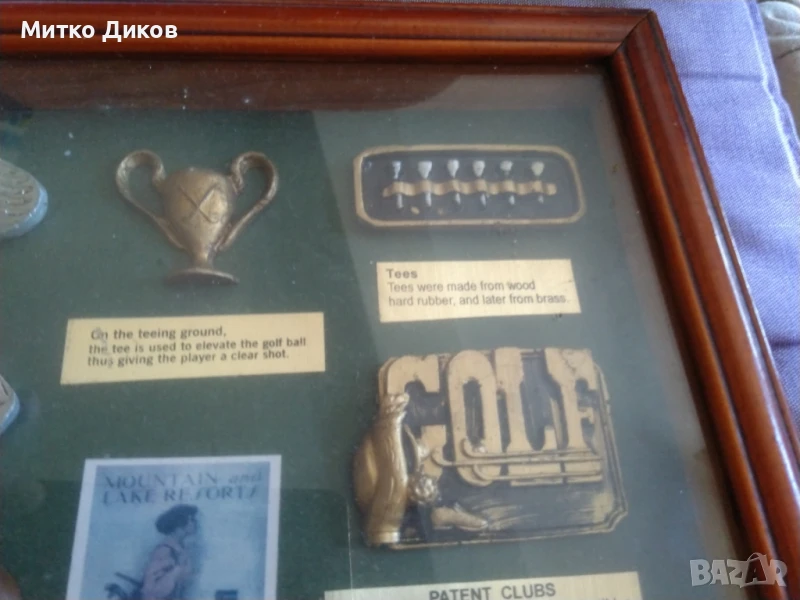 Митко Диков
Tees
Tees were made from wood
hard rubber, and later from brass.
On the teeing ground,
the tee is used to elevate the golf ball
thus giving the player a clear shot.
GOLF
MOUNTAIN and
LAKE RESORTS
PATENT CLUBS
BAZAR